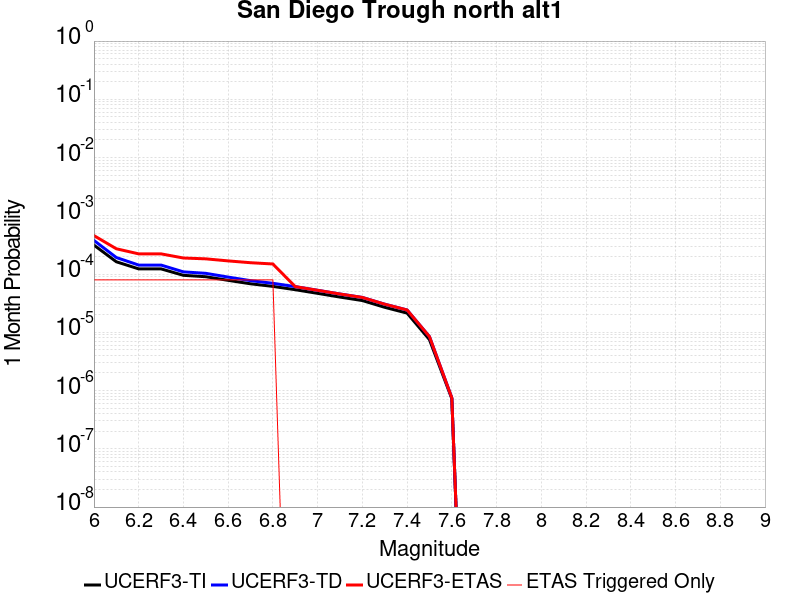 San Diego Trough north alt1
10^0
10^-1
10^-2
10^-3
10^-4
10^-5
10^-6
10^-7
10^-8
1 Month Probability
6 6.2 6.4 6.6 6.8 7 7.2 7.4 7.6 7.8 8 8.2 8.4 8.6 8.8 9
Magnitude
UCERF3-TI UCERF3-TD UCERF3-ETAS ETAS Triggered Only